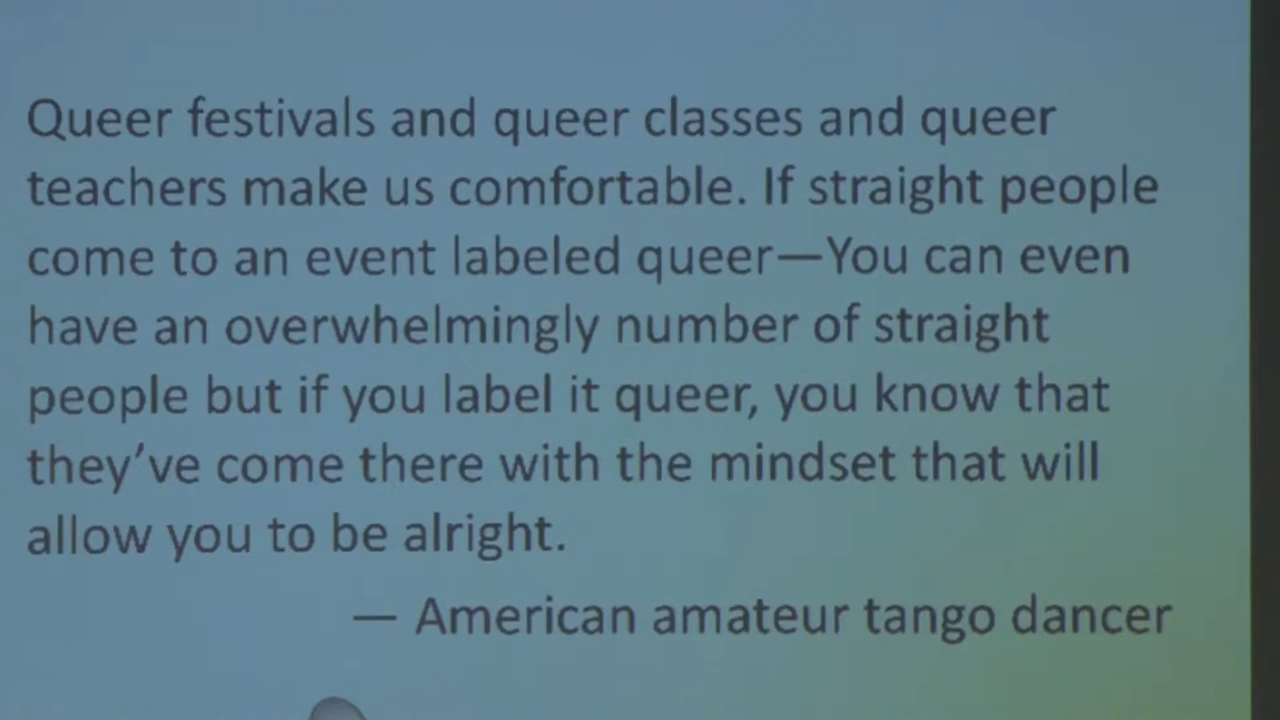 Queer festivals and queer classes and queer
teachers make us comfortable. If straight people
come to an event labeled queer—You can even
have an overwhelmingly number of straight
people but if you label it queer, you know that
they’ve come there with the mindset that will
allow you to be alright.
— American amateur tango dancer